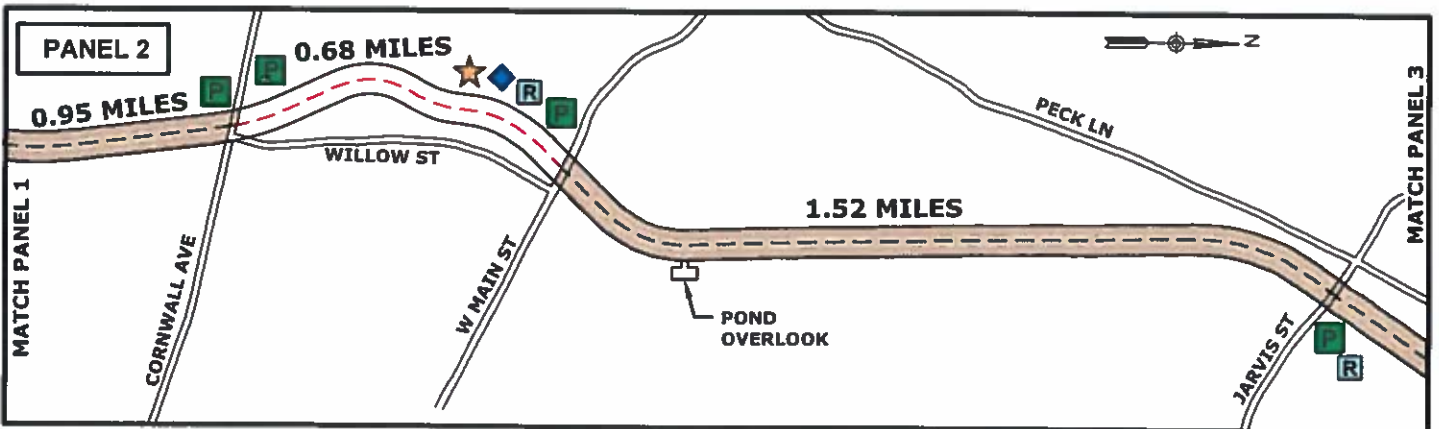 PANEL 2
0.68 MILES
0.95 MILES
P
P
R
P
N
MATCH PANEL 1
CORNWALL AVE
WILLOW ST
W MAIN ST
1.52 MILES
POND
OVERLOOK
PECK LN
MATCH PANEL 3
JARVIS ST
P
R